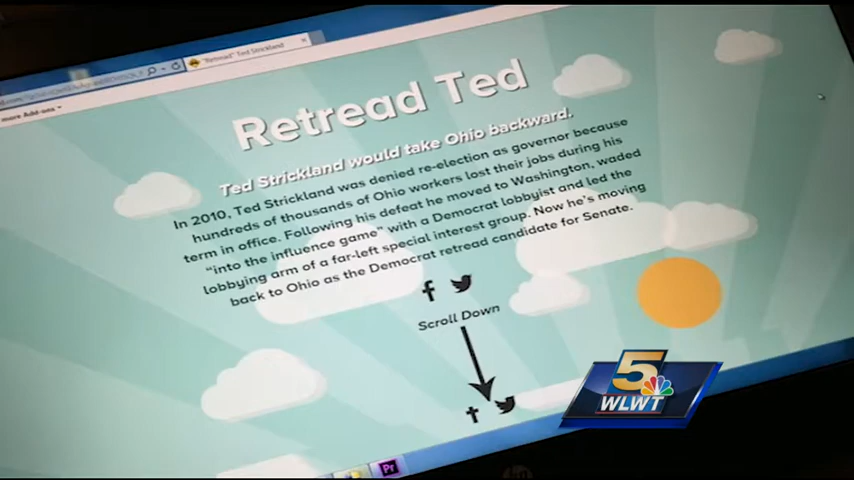 "Retread" Ted Strickland
more Add-ons
Retread Ted
Ted Strickland would take Ohio backward.
In 2010, Ted Strickland was denied re-election as governor because
hundreds of thousands of Ohio workers lost their jobs during his
term in office. Following his defeat he moved to Washington, waded
"into the influence game" with a Democrat lobbyist and led the
lobbying arm of a far-left special interest group. Now he's moving
back to Ohio as the Democrat retread candidate for Senate.
Scroll Down
5
WLWT
Pr
hp